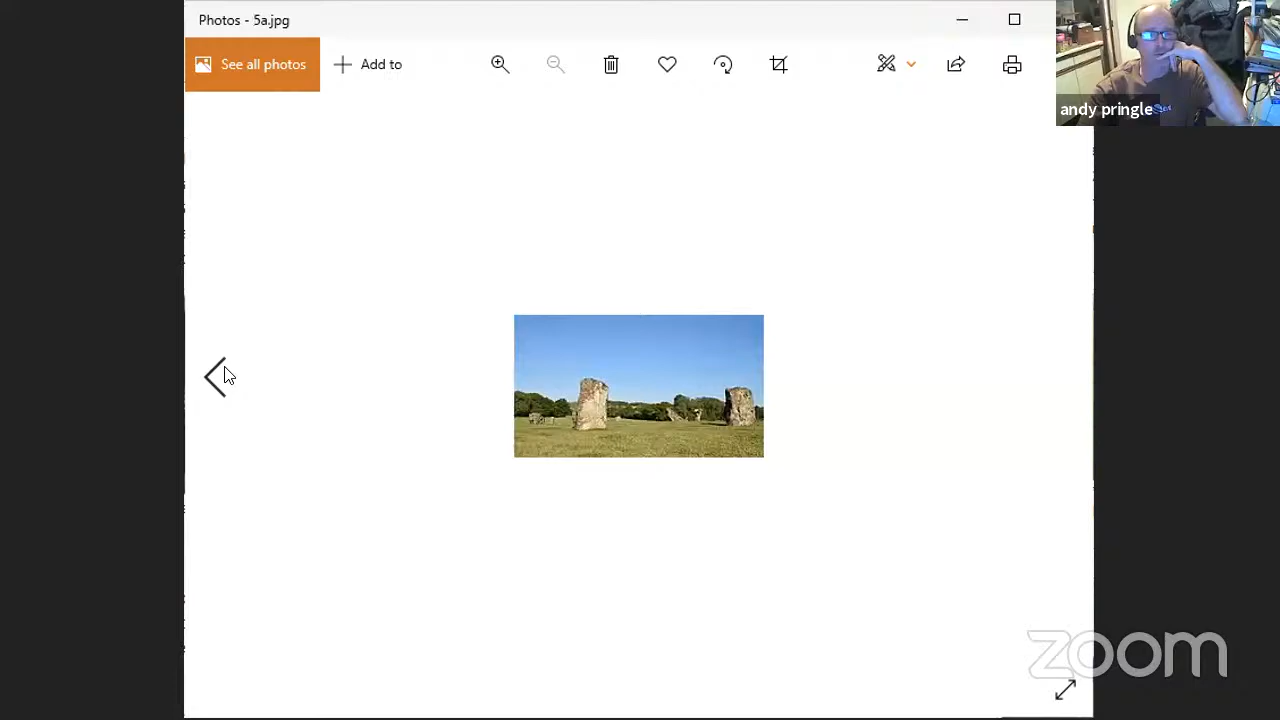 Photos - 5a.jpg
See all photos
Add to
andy pringle
zoom